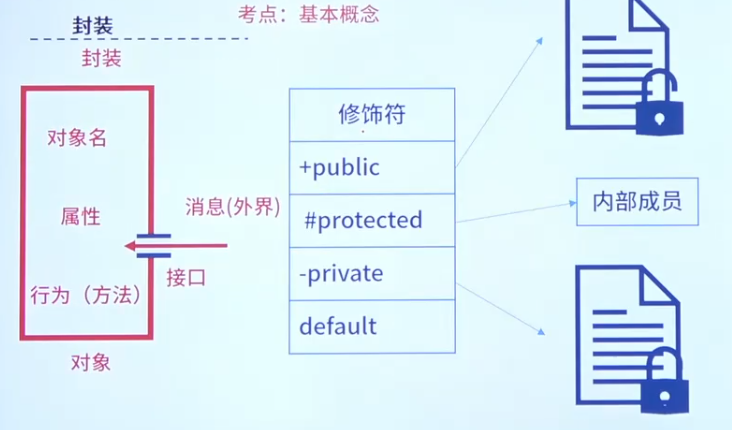 考点：基本概念
封装
封装
对象名
属性
行为（方法）
对象
消息(外界)
接口
修饰符
+public
#protected
-private
default
内部成员